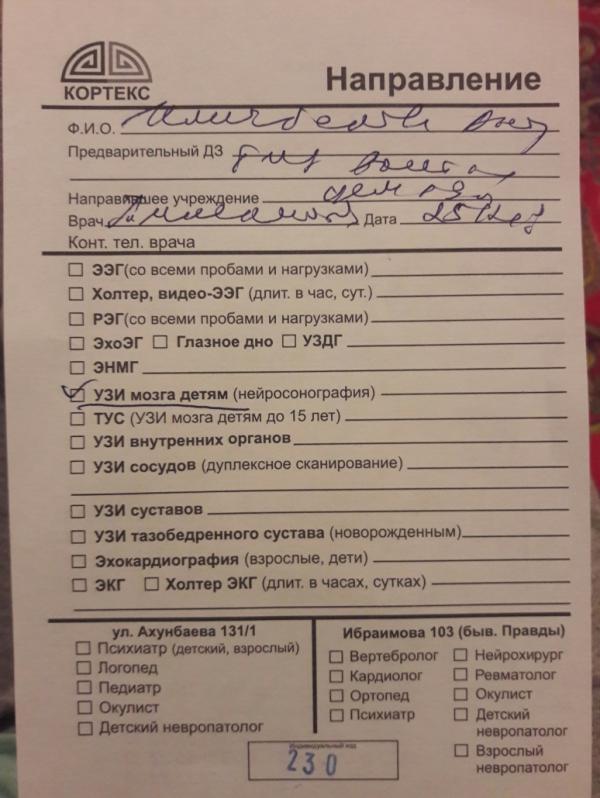 КОРТЕКС
Направление
Ф.И.О.
Предварительный ДЗ
Направившее учреждение
Врач Дата
Конт. тел. врача
☐ ЭЭГ(со всеми пробами и нагрузками)
☐ Холтер, видео-ЭЭГ (длит. в час, сут.)
☐ РЭГ(со всеми пробами и нагрузками)
☐ ЭхоЭГ ☐ Глазное дно ☐ УЗДГ
☐ ЭНМГ
☑ УЗИ мозга детям (нейросонография)
☐ ТУС (УЗИ мозга детям до 15 лет)
☐ УЗИ внутренних органов
☐ УЗИ сосудов (дуплексное сканирование)
☐ УЗИ суставов
☐ УЗИ тазобедренного сустава (новорожденным)
☐ Эхокардиография (взрослые, дети)
☐ ЭКГ ☐ Холтер ЭКГ (длит. в часах, сутках)
ул. Ахунбаева 131/1
☐ Психиатр (детский, взрослый)
☐ Логопед
☐ Педиатр
☐ Окулист
☐ Детский невропатолог
Ибраимова 103 (быв. Правды)
☐ Вертебролог
☐ Кардиолог
☐ Ортопед
☐ Психиатр
☐ Нейрохирург
☐ Ревматолог
☐ Окулист
☐ Детский
невропатолог
☐ Взрослый
невропатолог
Индивидуальный код
230